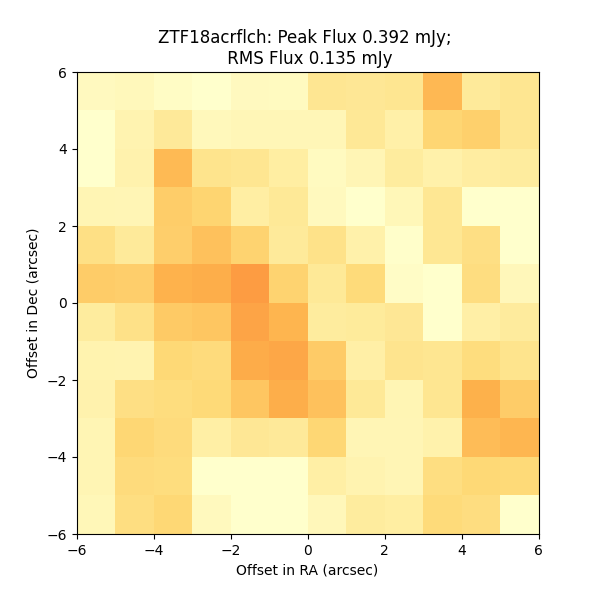 ZTF18acrflch: Peak Flux 0.392 mJy;
RMS Flux 0.135 mJy
6
4
2
0
−2
−4
−6
Offset in Dec (arcsec)
−6 −4 −2 0 2 4 6
Offset in RA (arcsec)